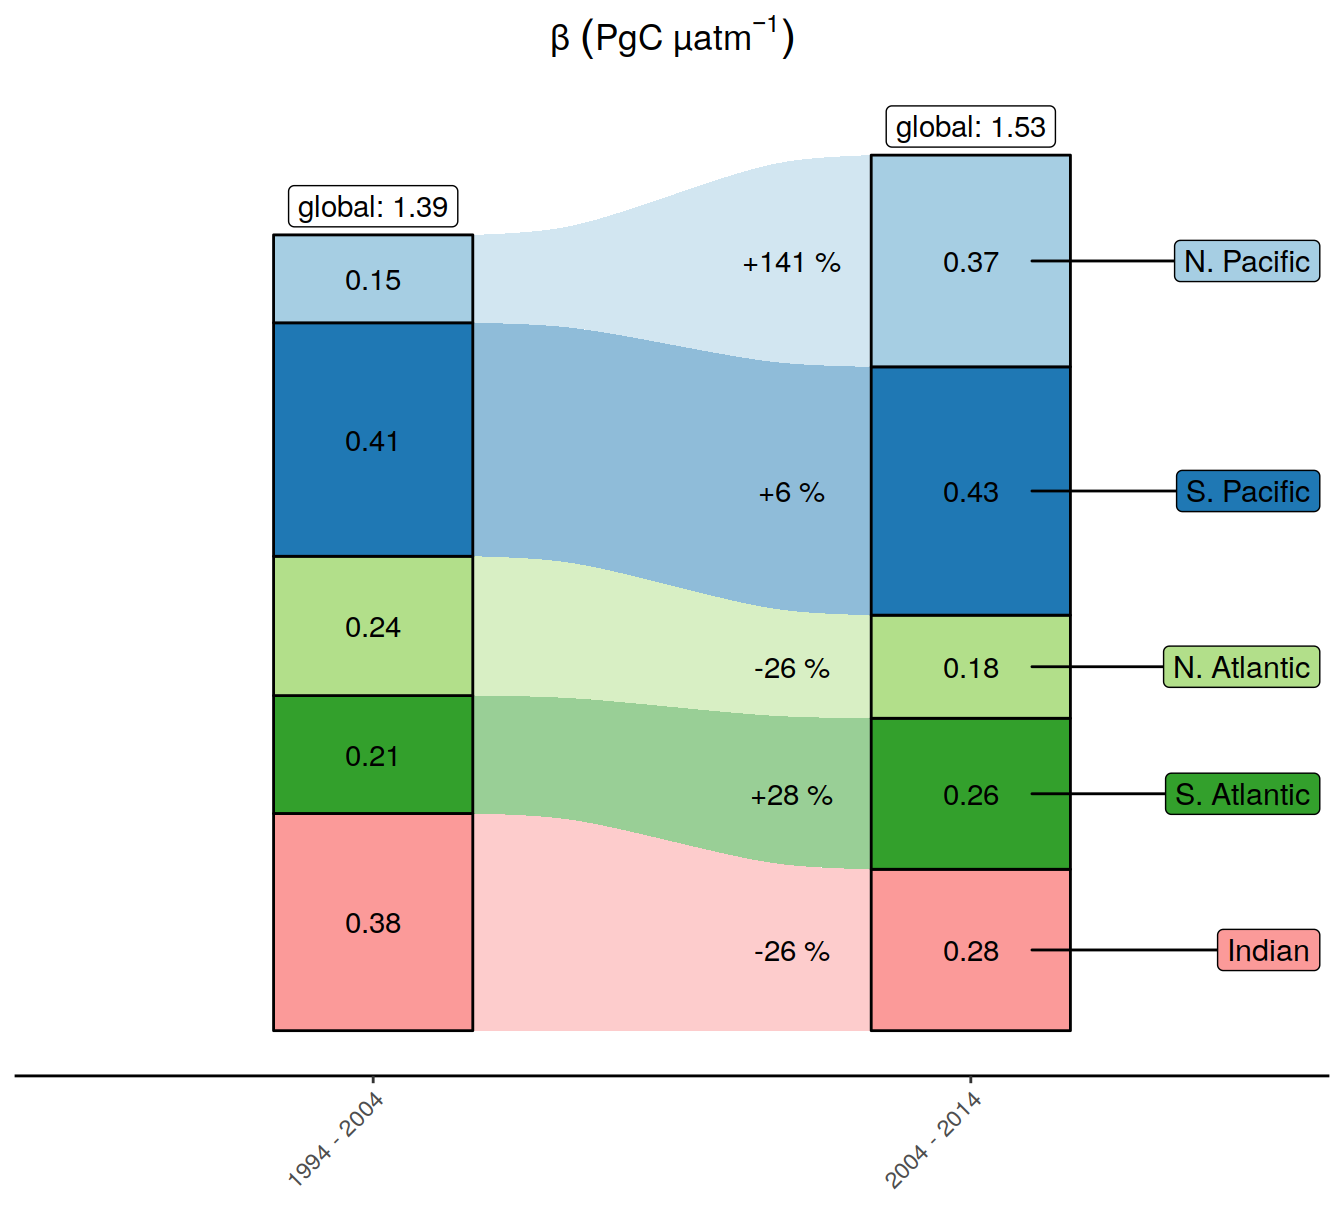 β (PgC µatm⁻¹)
global: 1.53
global: 1.39
+141 % 0.37 N. Pacific
0.15
0.41
+6 % 0.43 S. Pacific
0.24
-26 % 0.18 N. Atlantic
0.21
+28 % 0.26 S. Atlantic
0.38
-26 % 0.28 Indian
1994 - 2004
2004 - 2014